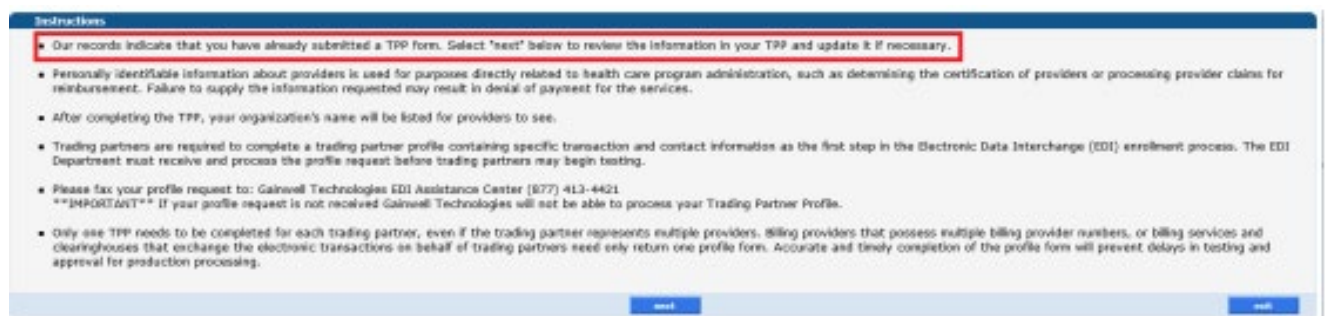 Instructions
• Our records indicate that you have already submitted a TPP form. Select "next" below to review the information in your TPP and update it if necessary.
• Personally identifiable information about providers is used for purposes directly related to health care program administration, such as determining the certification of providers or processing provider claims for
reimbursement. Failure to supply the information requested may result in denial of payment for the services.
• After completing the TPP, your organization's name will be listed for providers to see.
• Trading partners are required to complete a trading partner profile containing specific transaction and contact information as the first step in the Electronic Data Interchange (EDI) enrollment process. The EDI
Department must receive and process the profile request before trading partners may begin testing.
• Please fax your profile request to: Gainwell Technologies EDI Assistance Center (877) 413-4421
**IMPORTANT** If your profile request is not received Gainwell Technologies will not be able to process your Trading Partner Profile.
• Only one TPP needs to be completed for each trading partner, even if the trading partner represents multiple providers. Billing providers that possess multiple billing provider numbers, or billing services and
clearinghouses that exchange the electronic transactions on behalf of trading partners need only return one profile form. Accurate and timely completion of the profile form will prevent delays in testing and
approval for production processing.
next exit